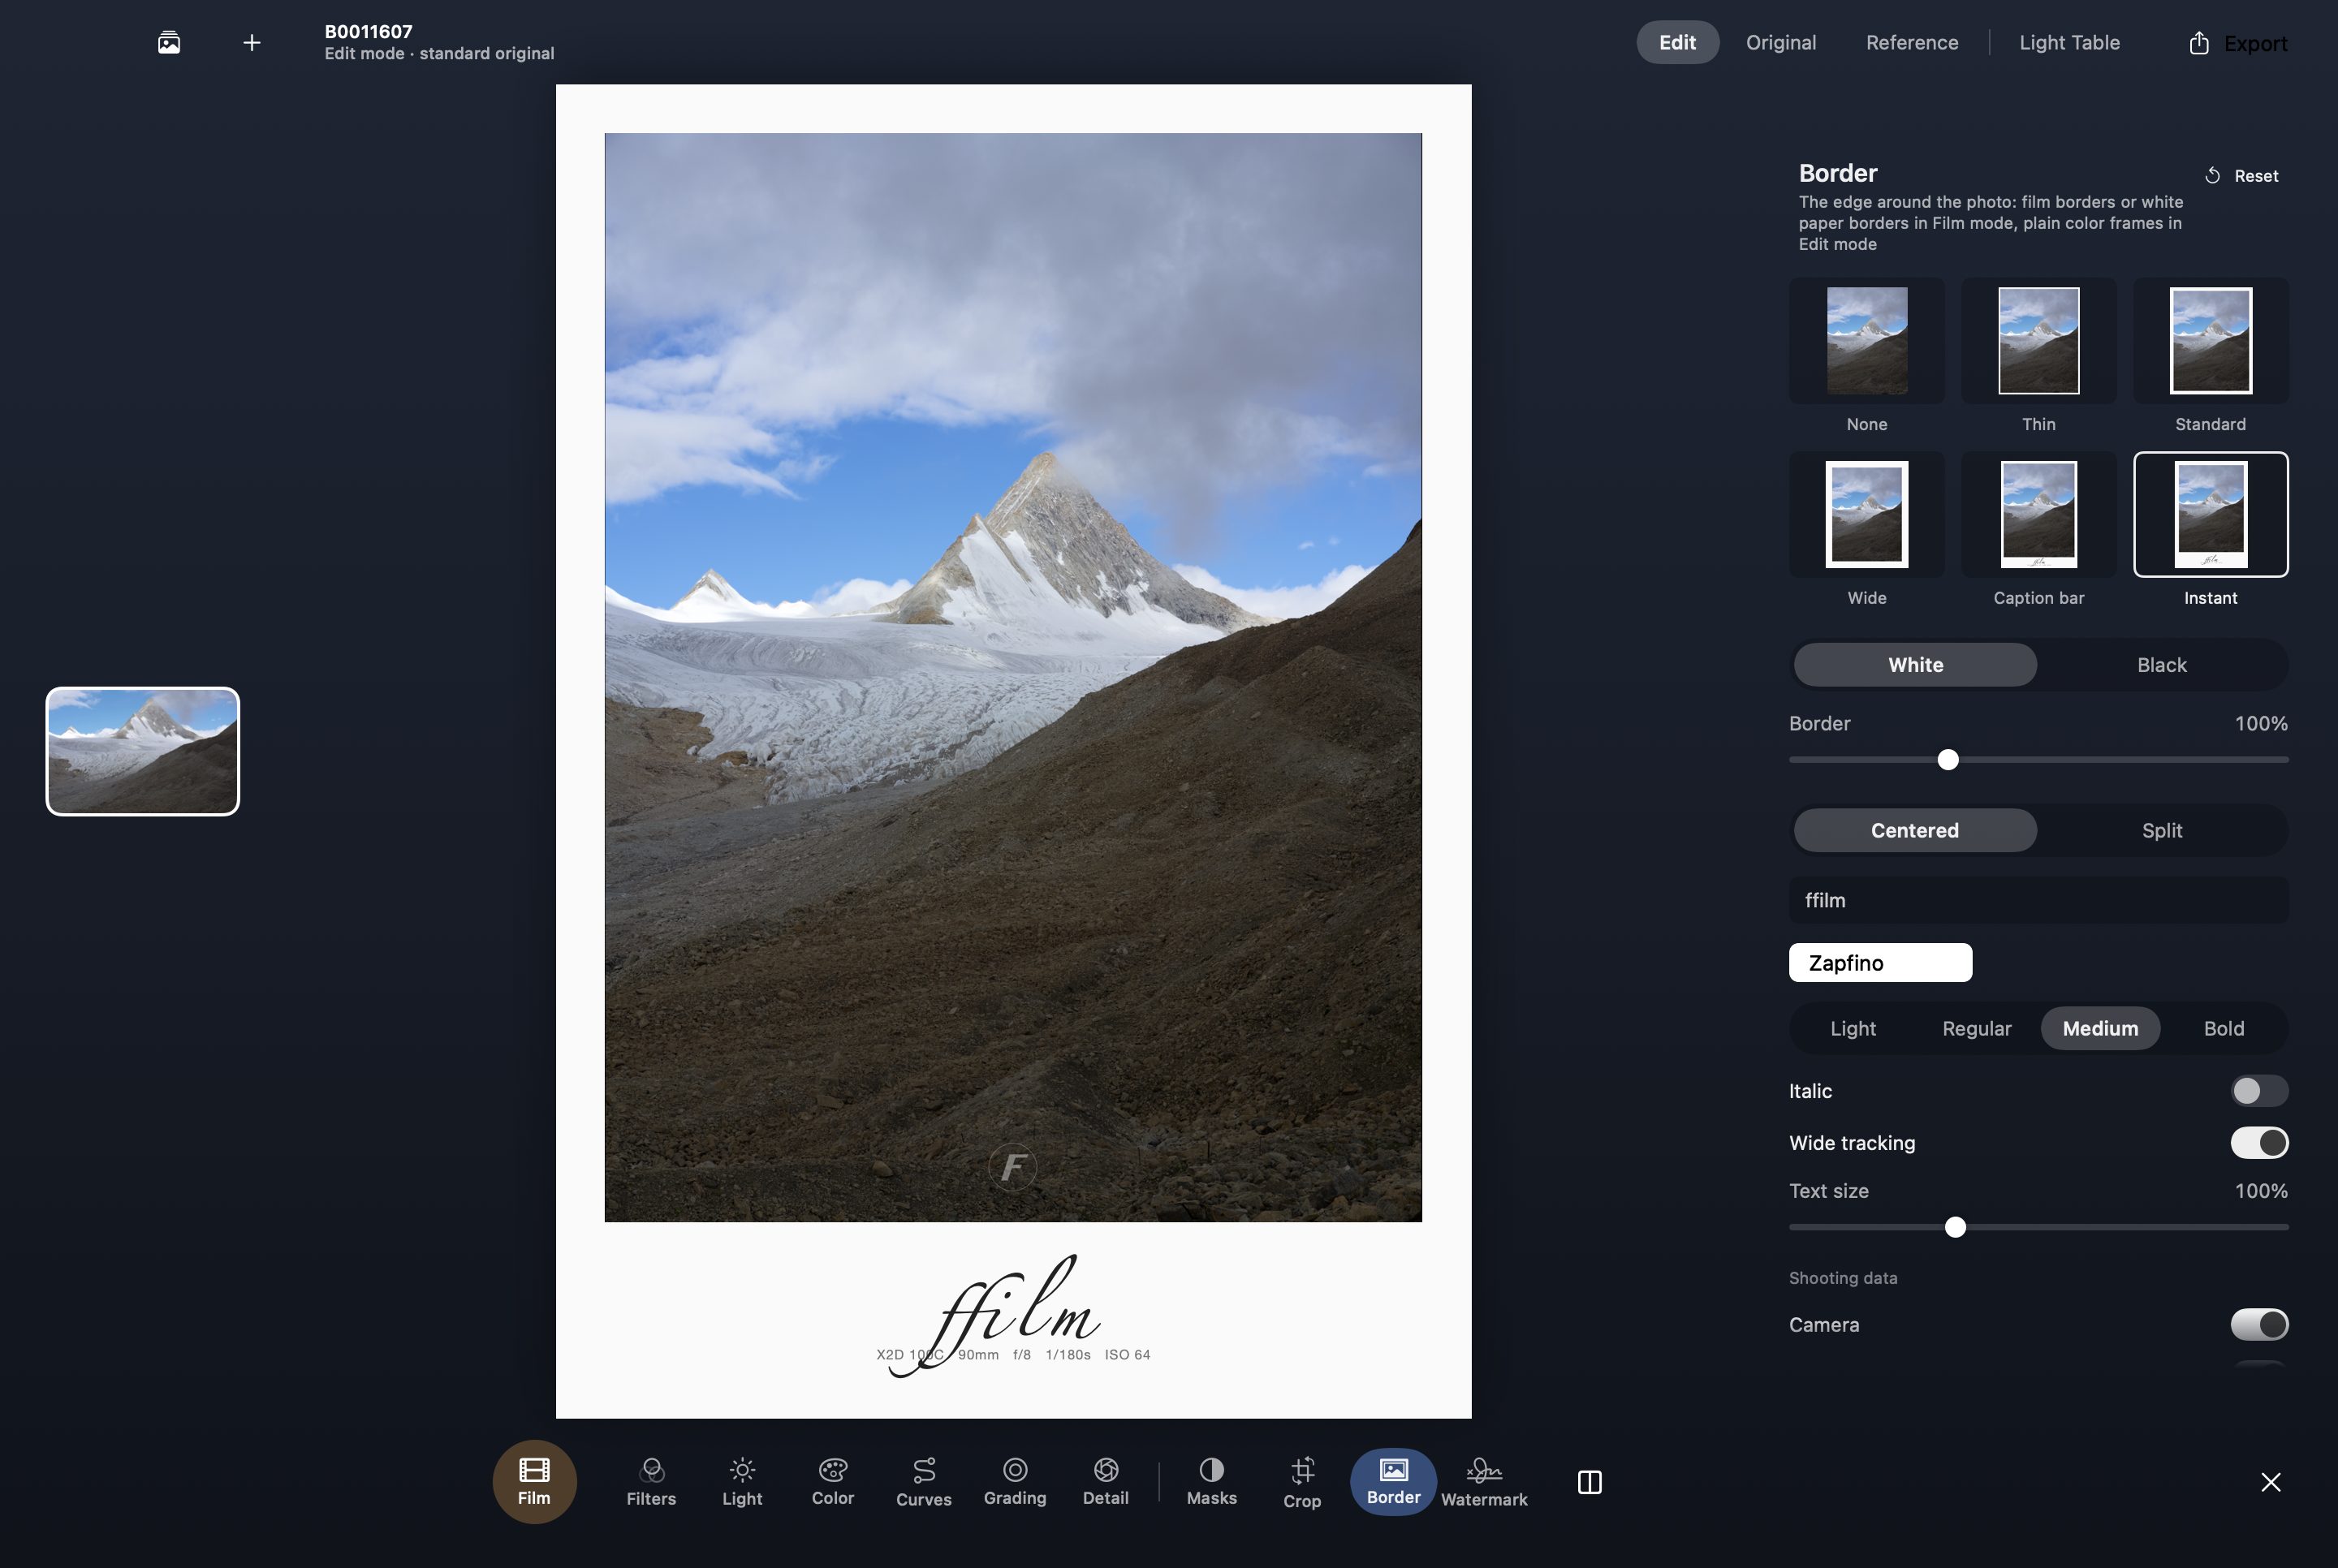 B0011607
Edit mode · standard original
Edit
Original
Reference
Light Table
Export
Border
Reset
The edge around the photo: film borders or white
paper borders in Film mode, plain color frames in
Edit mode
None
Thin
Standard
Wide
Caption bar
Instant
White
Black
Border
100%
Centered
Split
ffilm
Zapfino
Light
Regular
Medium
Bold
Italic
Wide tracking
Text size
100%
Shooting data
Camera
F
ffilm
X2D 100C 90mm f/8 1/180s ISO 64
Film
Filters
Light
Color
Curves
Grading
Detail
Masks
Crop
Border
Watermark